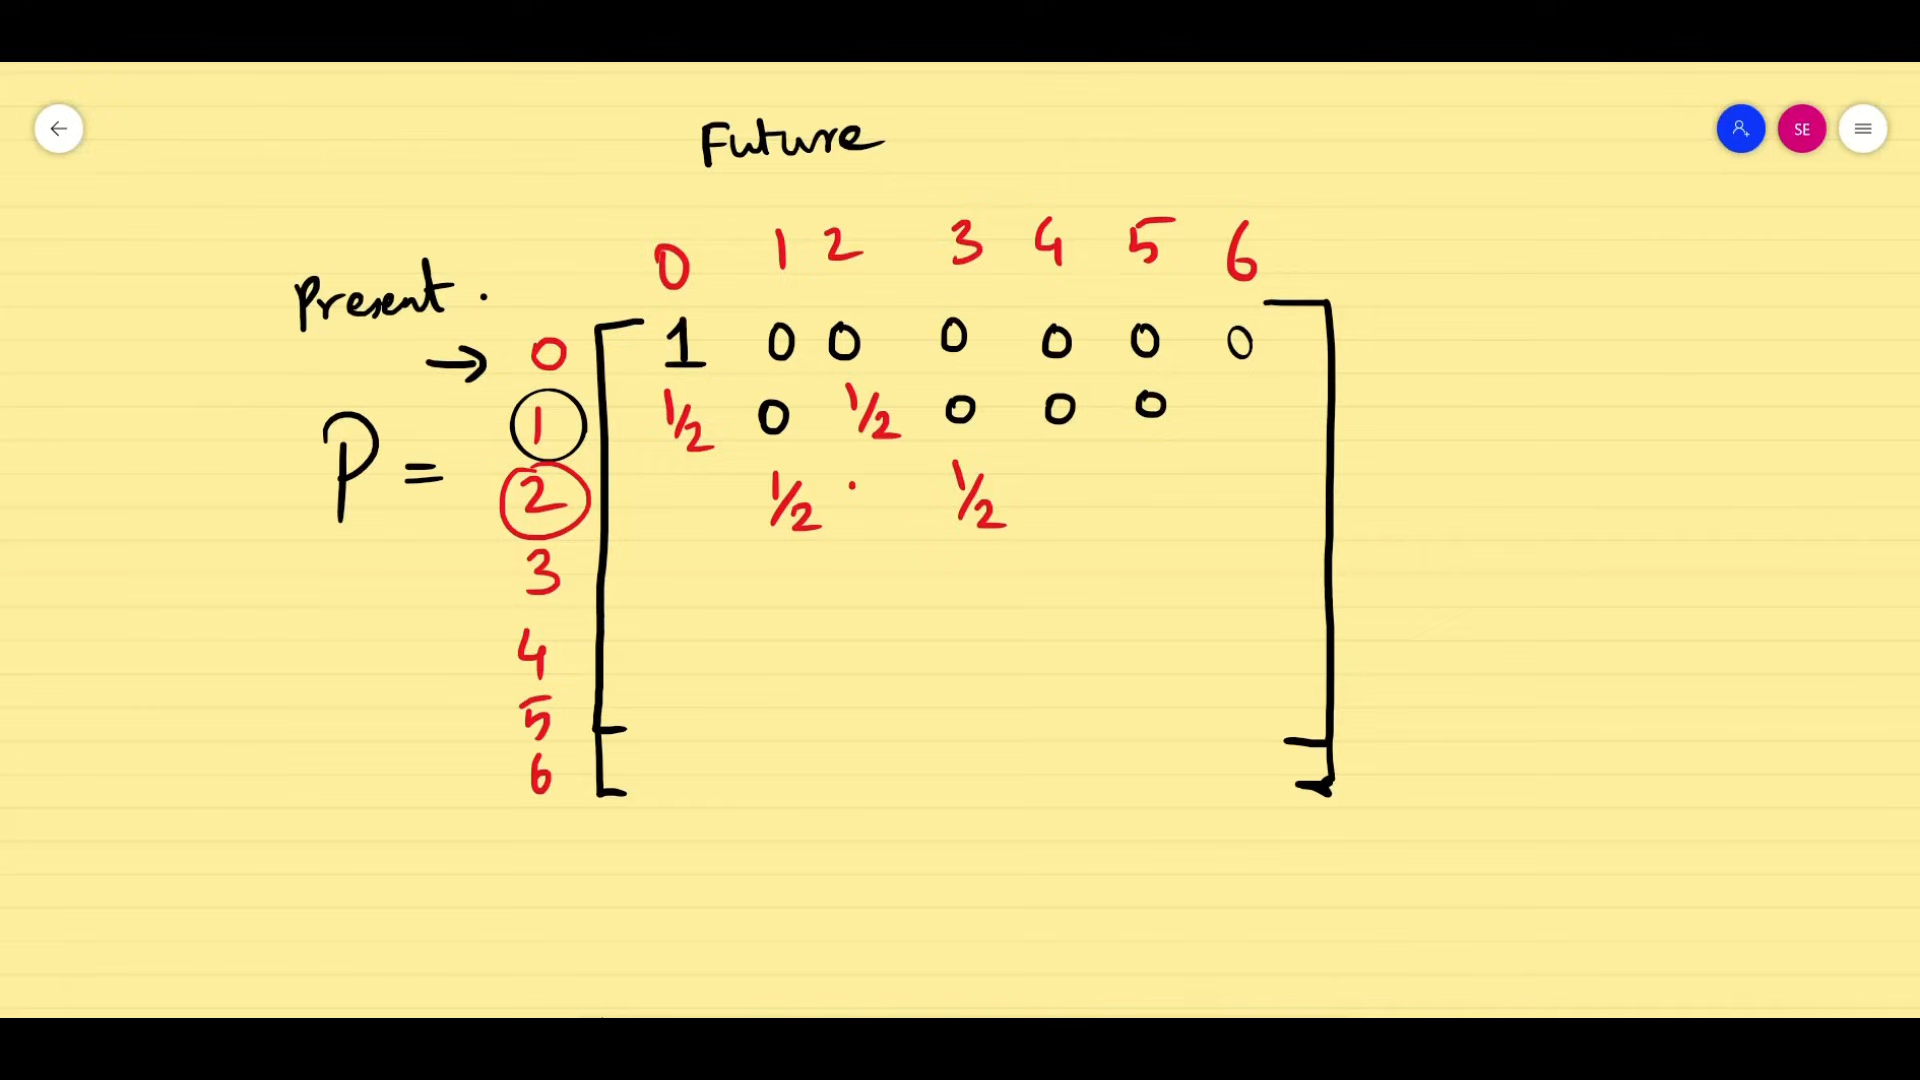 SE
Future
0 1 2 3 4 5 6
Present .
→ 0 1 0 0 0 0 0 0
1 1/2 0 1/2 0 0 0
P =
2 1/2 . 1/2
3
4
5
6